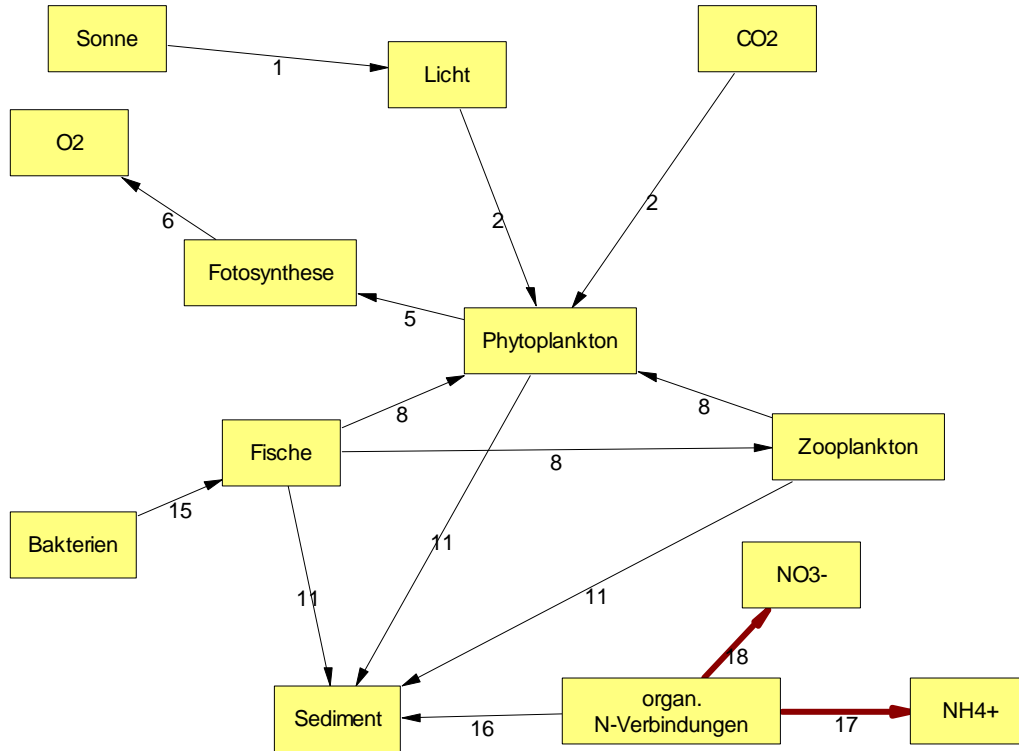 Sonne
CO2
Licht
1
O2
2
2
6
Fotosynthese
5
Phytoplankton
8
8
Fische
8
Zooplankton
15
Bakterien
11
11
11
NO3-
18
organ.
N-Verbindungen
Sediment
16
17
NH4+